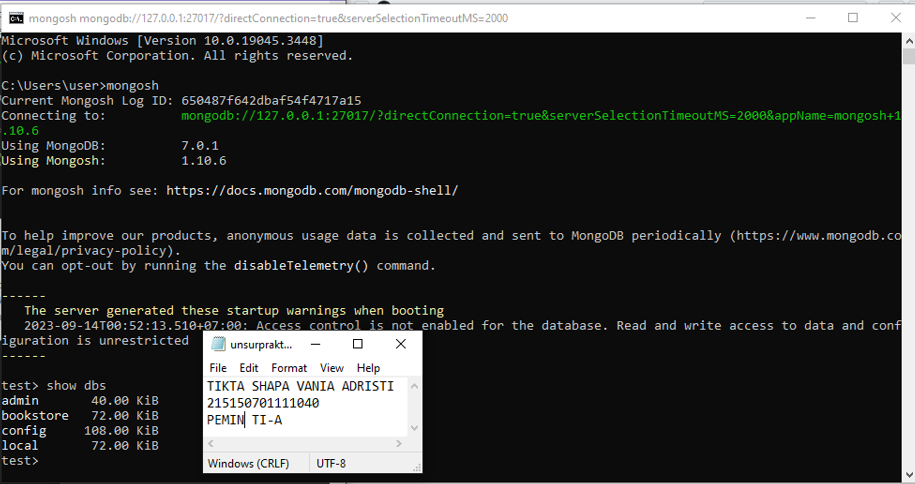 mongosh mongodb://127.0.0.1:27017/?directConnection=true&serverSelectionTimeoutMS=2000
Microsoft Windows [Version 10.0.19045.3448]
(c) Microsoft Corporation. All rights reserved.
C:\Users\user>mongosh
Current Mongosh Log ID: 650487f642dbaf54f4717a15
Connecting to:          mongodb://127.0.0.1:27017/?directConnection=true&serverSelectionTimeoutMS=2000&appName=mongosh+1
.10.6
Using MongoDB:          7.0.1
Using Mongosh:          1.10.6
For mongosh info see: https://docs.mongodb.com/mongodb-shell/
To help improve our products, anonymous usage data is collected and sent to MongoDB periodically (https://www.mongodb.co
m/legal/privacy-policy).
You can opt-out by running the disableTelemetry() command.
------
   The server generated these startup warnings when booting
   2023-09-14T00:52:13.510+07:00: Access control is not enabled for the database. Read and write access to data and conf
iguration is unrestricted
------
test> show dbs
admin      40.00 KiB
bookstore  72.00 KiB
config    108.00 KiB
local      72.00 KiB
test>
unsurprakt...
File Edit Format View Help
TIKTA SHAPA VANIA ADRISTI
215150701111040
PEMIN TI-A
Windows (CRLF) UTF-8